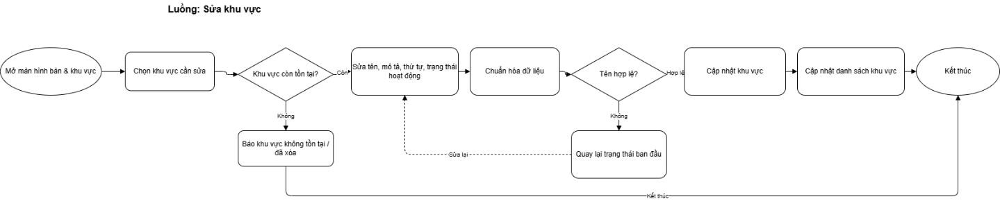 Luồng: Sửa khu vực
Mở màn hình bàn & khu vực
Chọn khu vực cần sửa
Khu vực còn tồn tại?
Còn
Sửa tên, mô tả, thứ tự, trạng thái
hoạt động
Chuẩn hóa dữ liệu
Tên hợp lệ?
Hợp lệ
Cập nhật khu vực
Cập nhật danh sách khu vực
Kết thúc
Không
Không
Báo khu vực không tồn tại /
đã xóa
Quay lại trạng thái ban đầu
Sửa lại
Kết thúc